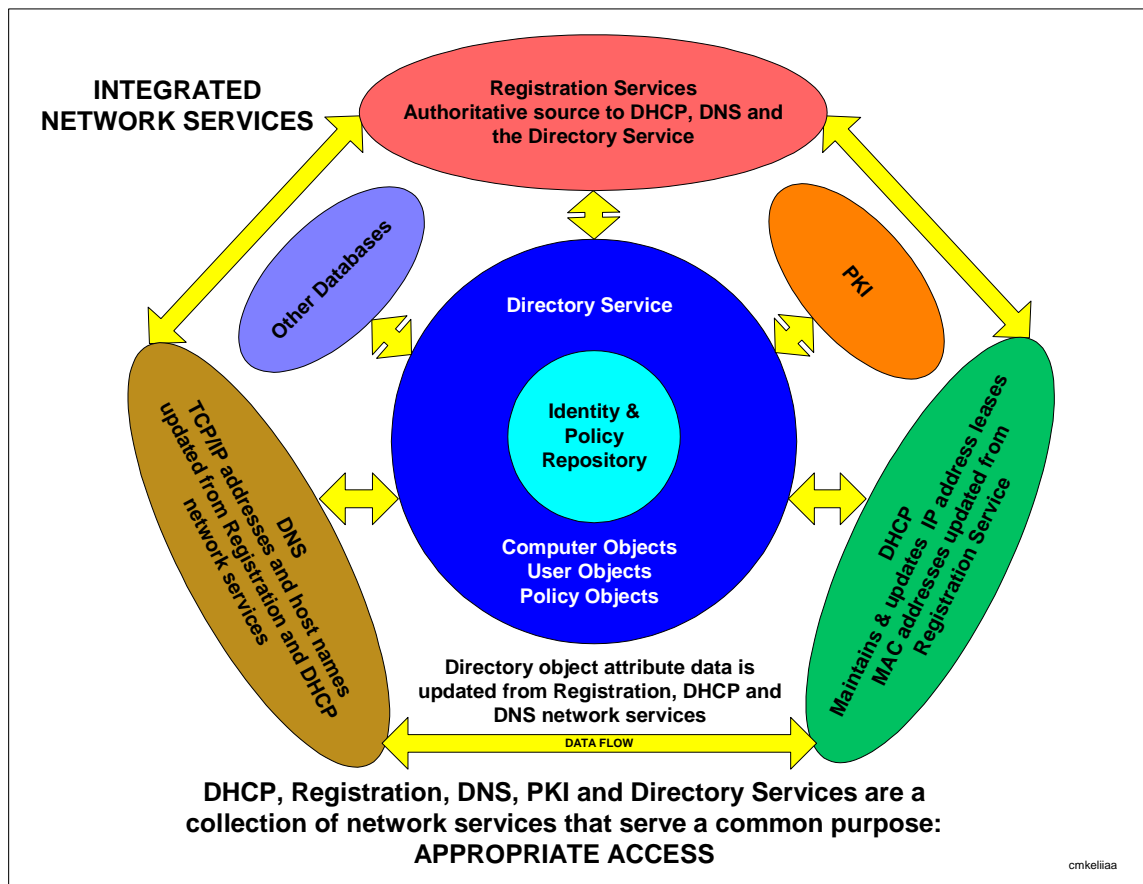 INTEGRATED
NETWORK SERVICES
Registration Services
Authoritative source to DHCP, DNS and
the Directory Service
Other Databases
PKI
Directory Service
Identity &
Policy
Repository
Computer Objects
User Objects
Policy Objects
DNS
TCP/IP addresses and host names
updated from Registration and DHCP
network services
DHCP
Maintains & updates IP address leases
MAC addresses updated from
Registration Service
Directory object attribute data is
updated from Registration, DHCP and
DNS network services
DATA FLOW
DHCP, Registration, DNS, PKI and Directory Services are a
collection of network services that serve a common purpose:
APPROPRIATE ACCESS
cmkeliiaa